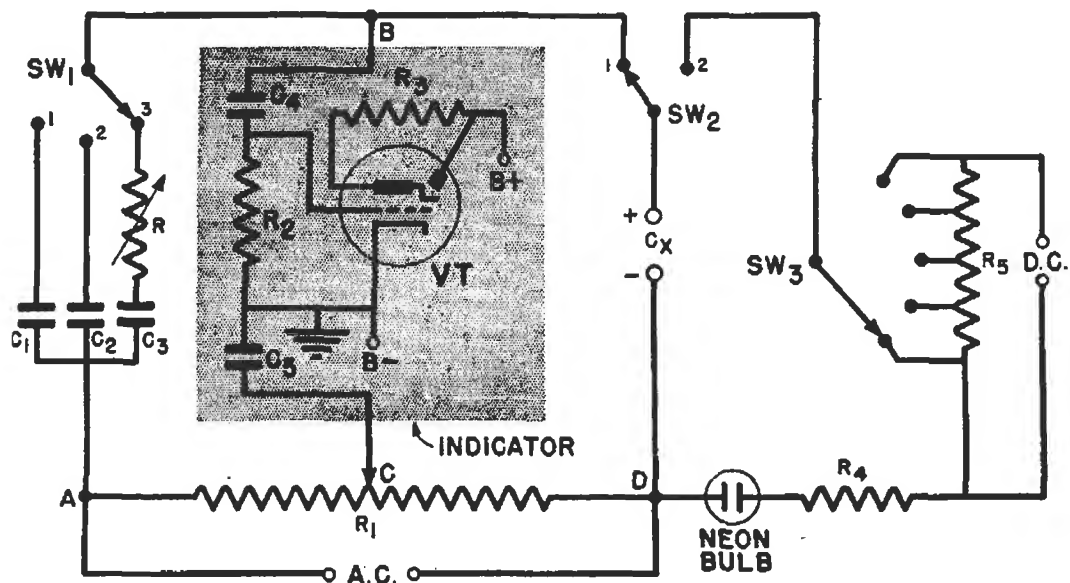 B
SW1
1
2
3
R
C1
C2
C3
C4
R2
R3
B+
VT
B-
C5
INDICATOR
1
2
SW2
+
Cx
-
SW3
R5
D.C.
A
C
R1
D
R4
NEON
BULB
A.C.